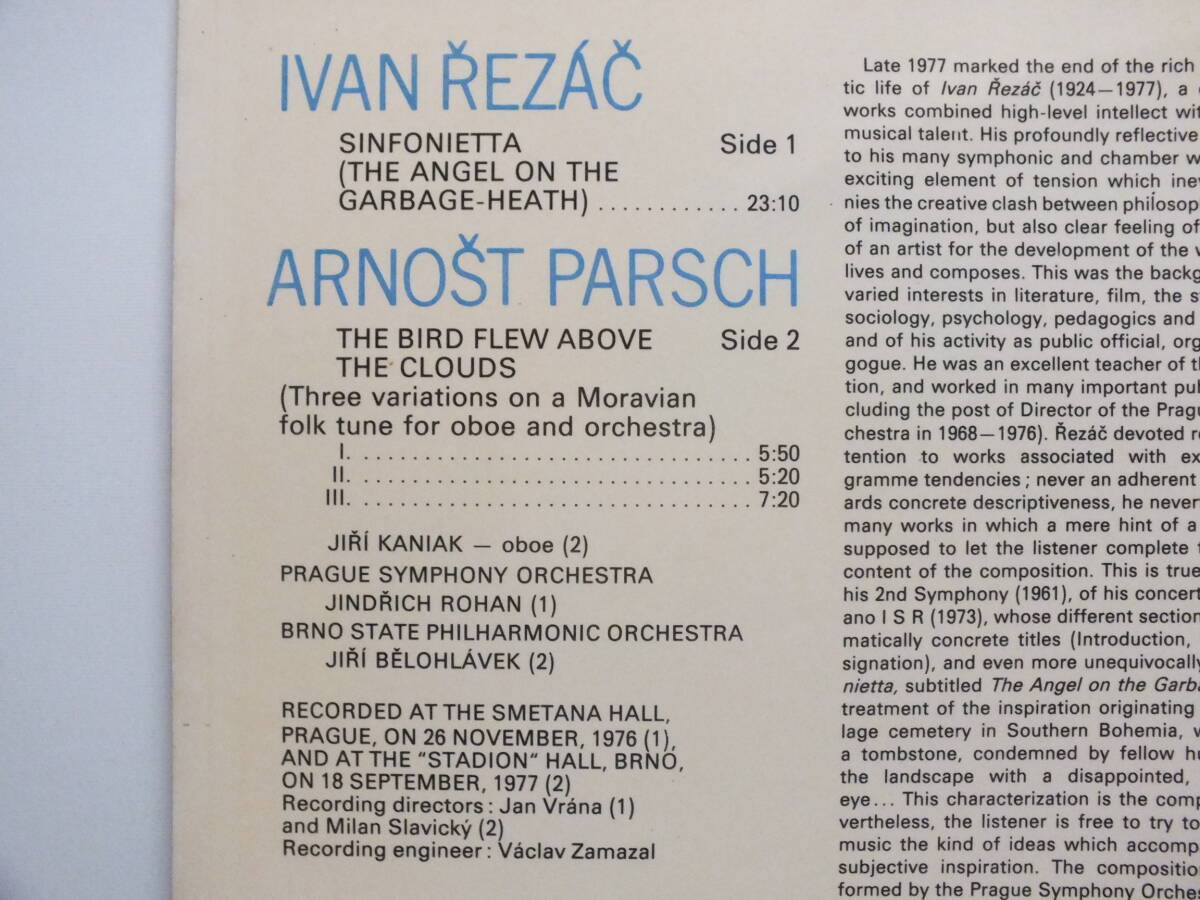 IVAN ŘEZÁČ
SINFONIETTA Side 1
(THE ANGEL ON THE
GARBAGE-HEATH) ............ 23:10
ARNOŠT PARSCH
THE BIRD FLEW ABOVE Side 2
THE CLOUDS
(Three variations on a Moravian
folk tune for oboe and orchestra)
I. ................................... 5:50
II. ................................... 5:20
III. ................................... 7:20
JIŘÍ KANIAK — oboe (2)
PRAGUE SYMPHONY ORCHESTRA
JINDŘICH ROHAN (1)
BRNO STATE PHILHARMONIC ORCHESTRA
JIŘÍ BĚLOHLÁVEK (2)
RECORDED AT THE SMETANA HALL,
PRAGUE, ON 26 NOVEMBER, 1976 (1),
AND AT THE "STADION" HALL, BRNO,
ON 18 SEPTEMBER, 1977 (2)
Recording directors: Jan Vrána (1)
and Milan Slavický (2)
Recording engineer: Václav Zamazal
Late 1977 marked the end of the rich
tic life of Ivan Řezáč (1924—1977), a
works combined high-level intellect wit
musical talent. His profoundly reflective
to his many symphonic and chamber w
exciting element of tension which inev
nies the creative clash between philosop
of imagination, but also clear feeling of
of an artist for the development of the w
lives and composes. This was the backg
varied interests in literature, film, the s
sociology, psychology, pedagogics and
and of his activity as public official, org
gogue. He was an excellent teacher of th
tion, and worked in many important pub
cluding the post of Director of the Pragu
chestra in 1968—1976). Řezáč devoted re
tention to works associated with ex
gramme tendencies; never an adherent
ards concrete descriptiveness, he never
many works in which a mere hint of a
supposed to let the listener complete t
content of the composition. This is true
his 2nd Symphony (1961), of his concert
ano I S R (1973), whose different section
matically concrete titles (Introduction,
signation), and even more unequivocally
nietta, subtitled The Angel on the Garba
treatment of the inspiration originating
lage cemetery in Southern Bohemia, w
a tombstone, condemned by fellow hu
the landscape with a disappointed,
eye... This characterization is the comp
vertheless, the listener is free to try to
music the kind of ideas which accomp
subjective inspiration. The composition
formed by the Prague Symphony Orches